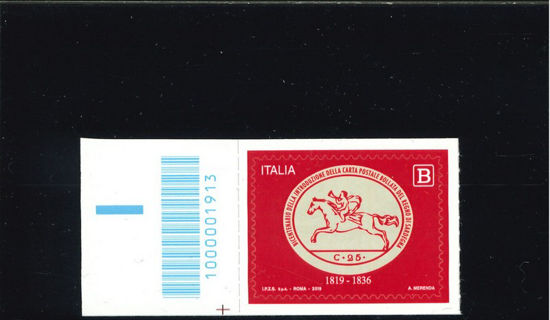 1000001913
ITALIA
B
BICENTENARIO DELLA INTRODUZIONE DELLA CARTA POSTALE BOLLATA DEL REGNO DI SARDEGNA
C·25·
1819 - 1836
I.P.Z.S. S.p.A. - ROMA - 2019
A. MERENDA